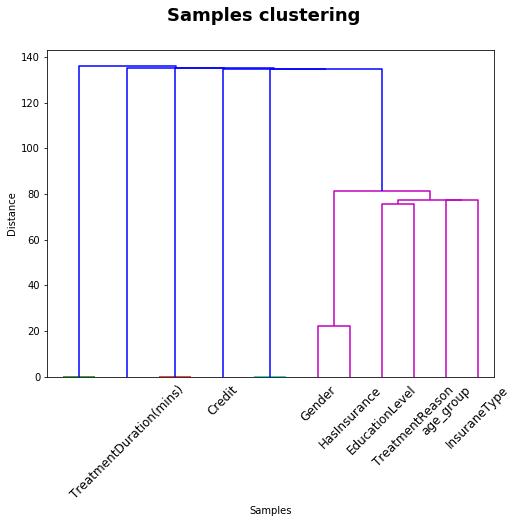 Samples clustering
140
120
100
80
60
40
20
0
Distance
TreatmentDuration(mins)
Credit
Gender
HasInsurance
EducationLevel
TreatmentReason
age_group
InsuraneType
Samples